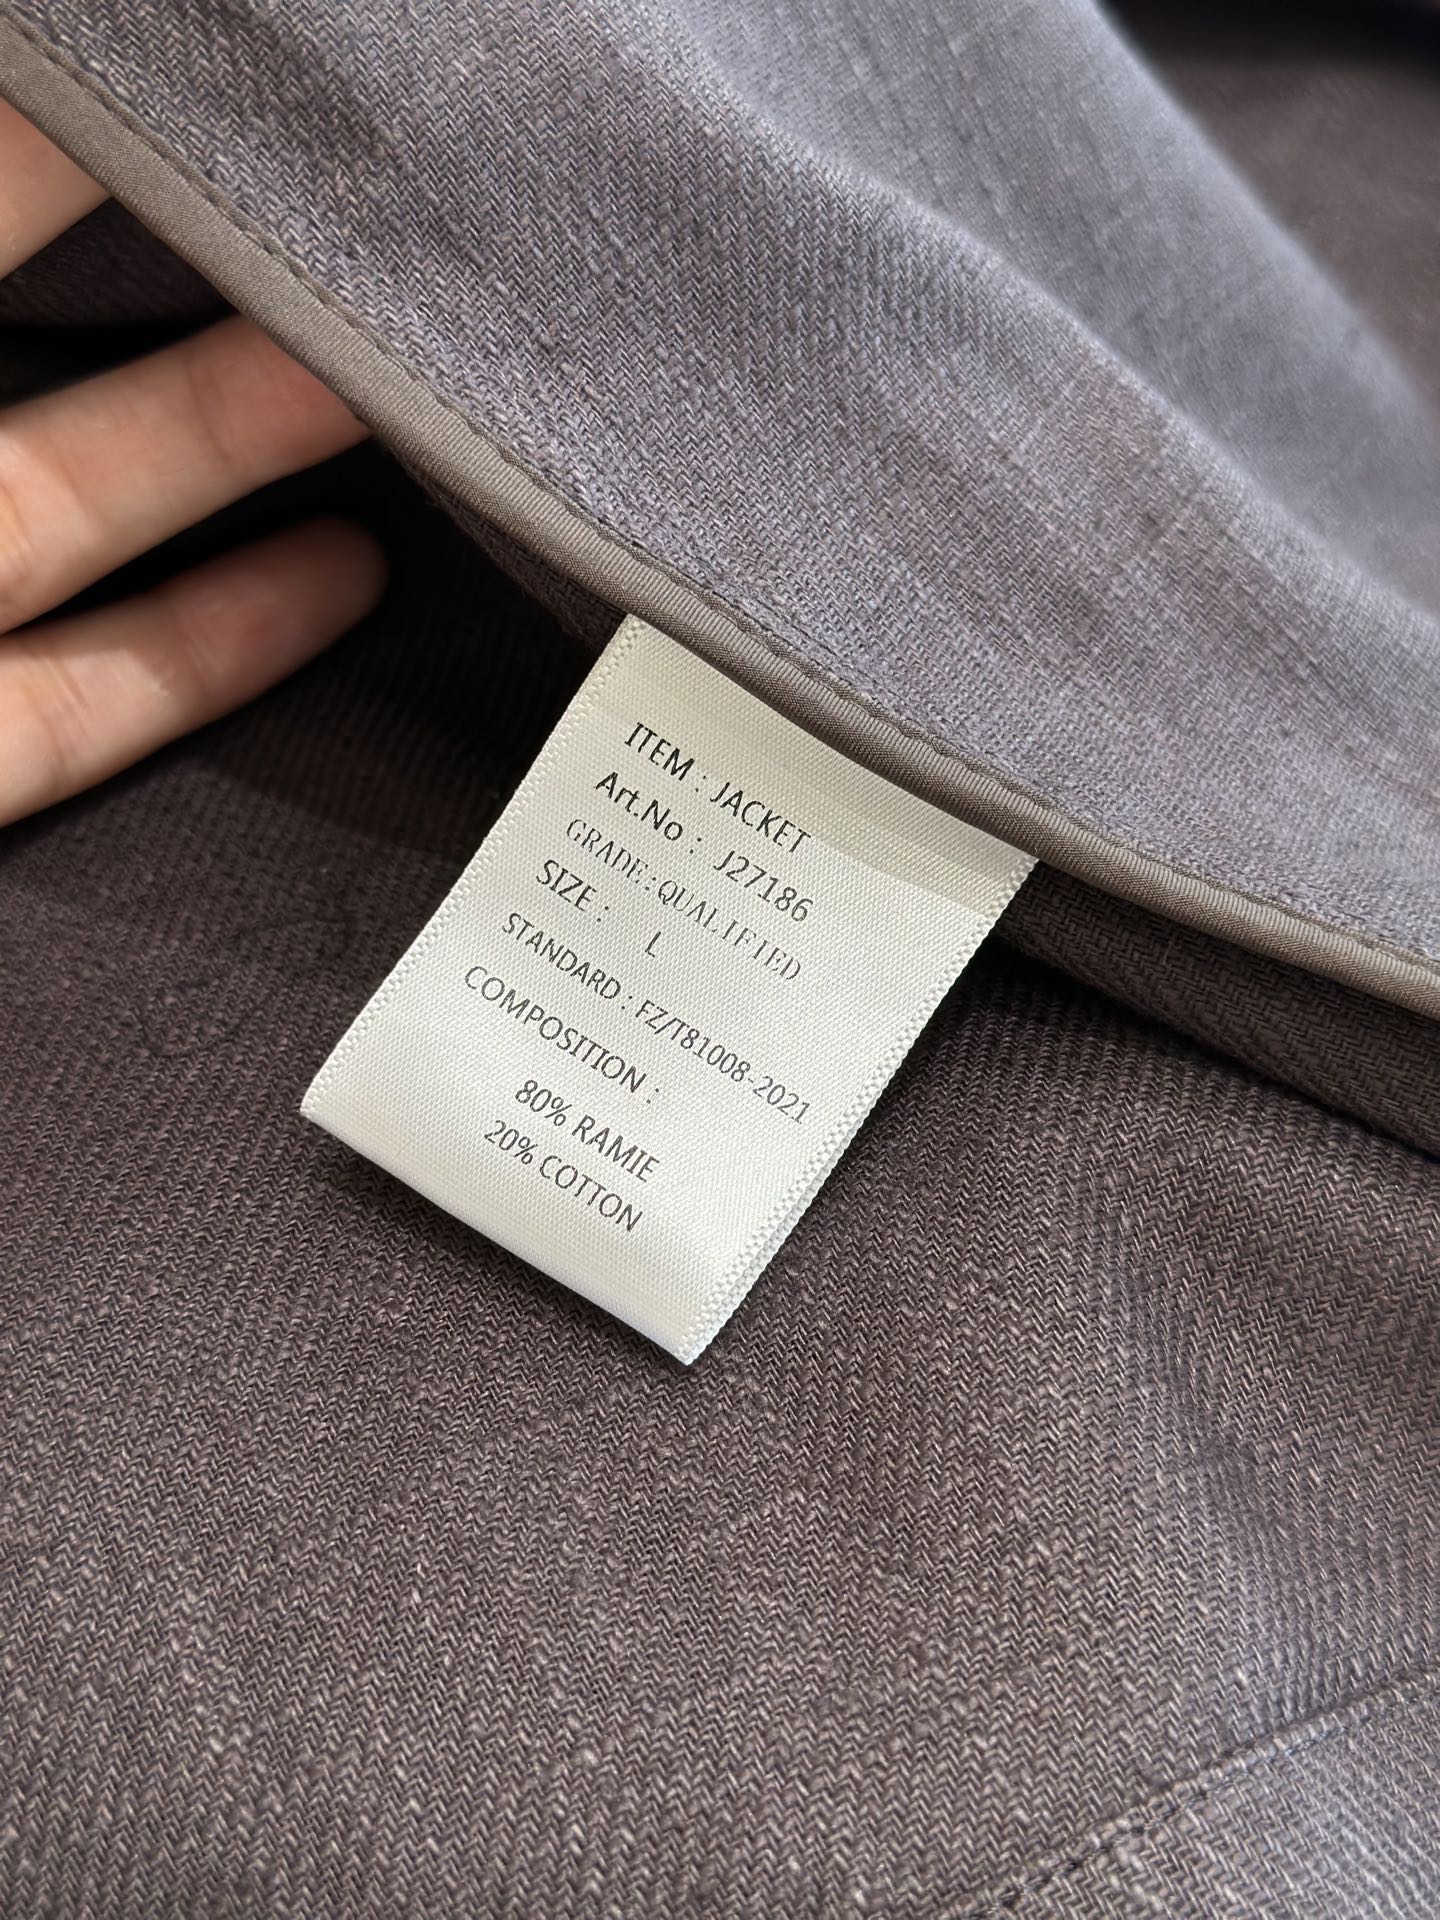 ITEM : JACKET
Art.No : J27186
GRADE:QUALIFIED
SIZE : L
STANDARD : FZ/T81008-2021
COMPOSITION :
80% RAMIE
20% COTTON